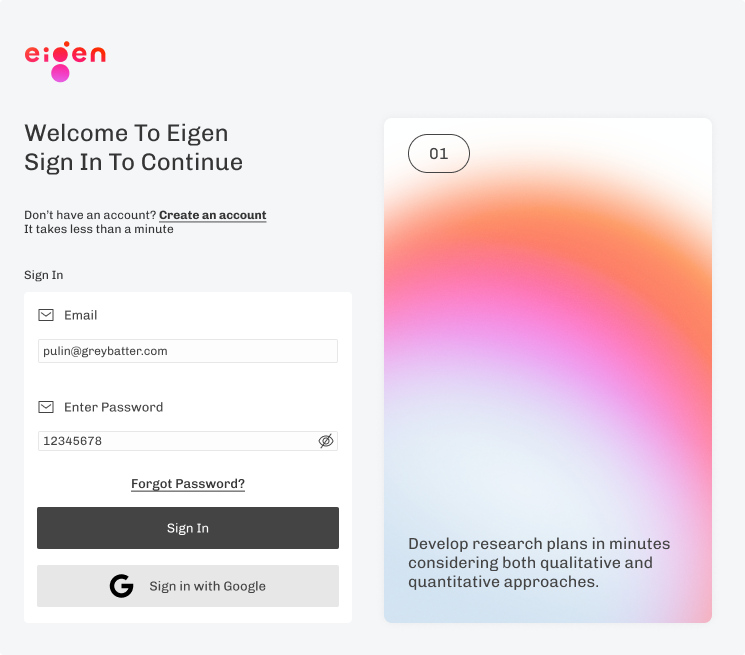 eigen
Welcome To Eigen
Sign In To Continue
Don’t have an account? Create an account
It takes less than a minute
Sign In
Email
pulin@greybatter.com
Enter Password
12345678
Forgot Password?
Sign In
G Sign in with Google
01
Develop research plans in minutes
considering both qualitative and
quantitative approaches.